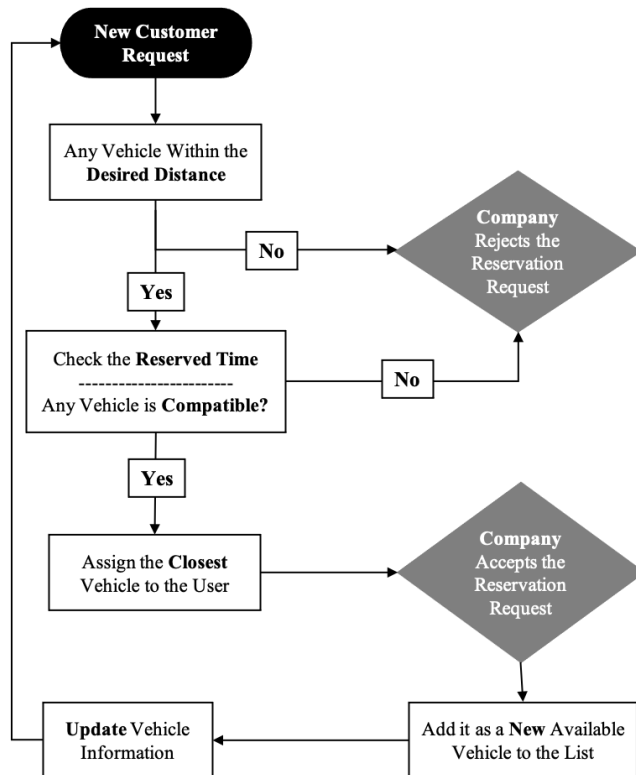 New Customer
Request
Any Vehicle Within the
Desired Distance
No
Company
Rejects the
Reservation
Request
Yes
Check the Reserved Time
-----------------------
Any Vehicle is Compatible?
No
Yes
Assign the Closest
Vehicle to the User
Company
Accepts the
Reservation
Request
Add it as a New Available
Vehicle to the List
Update Vehicle
Information